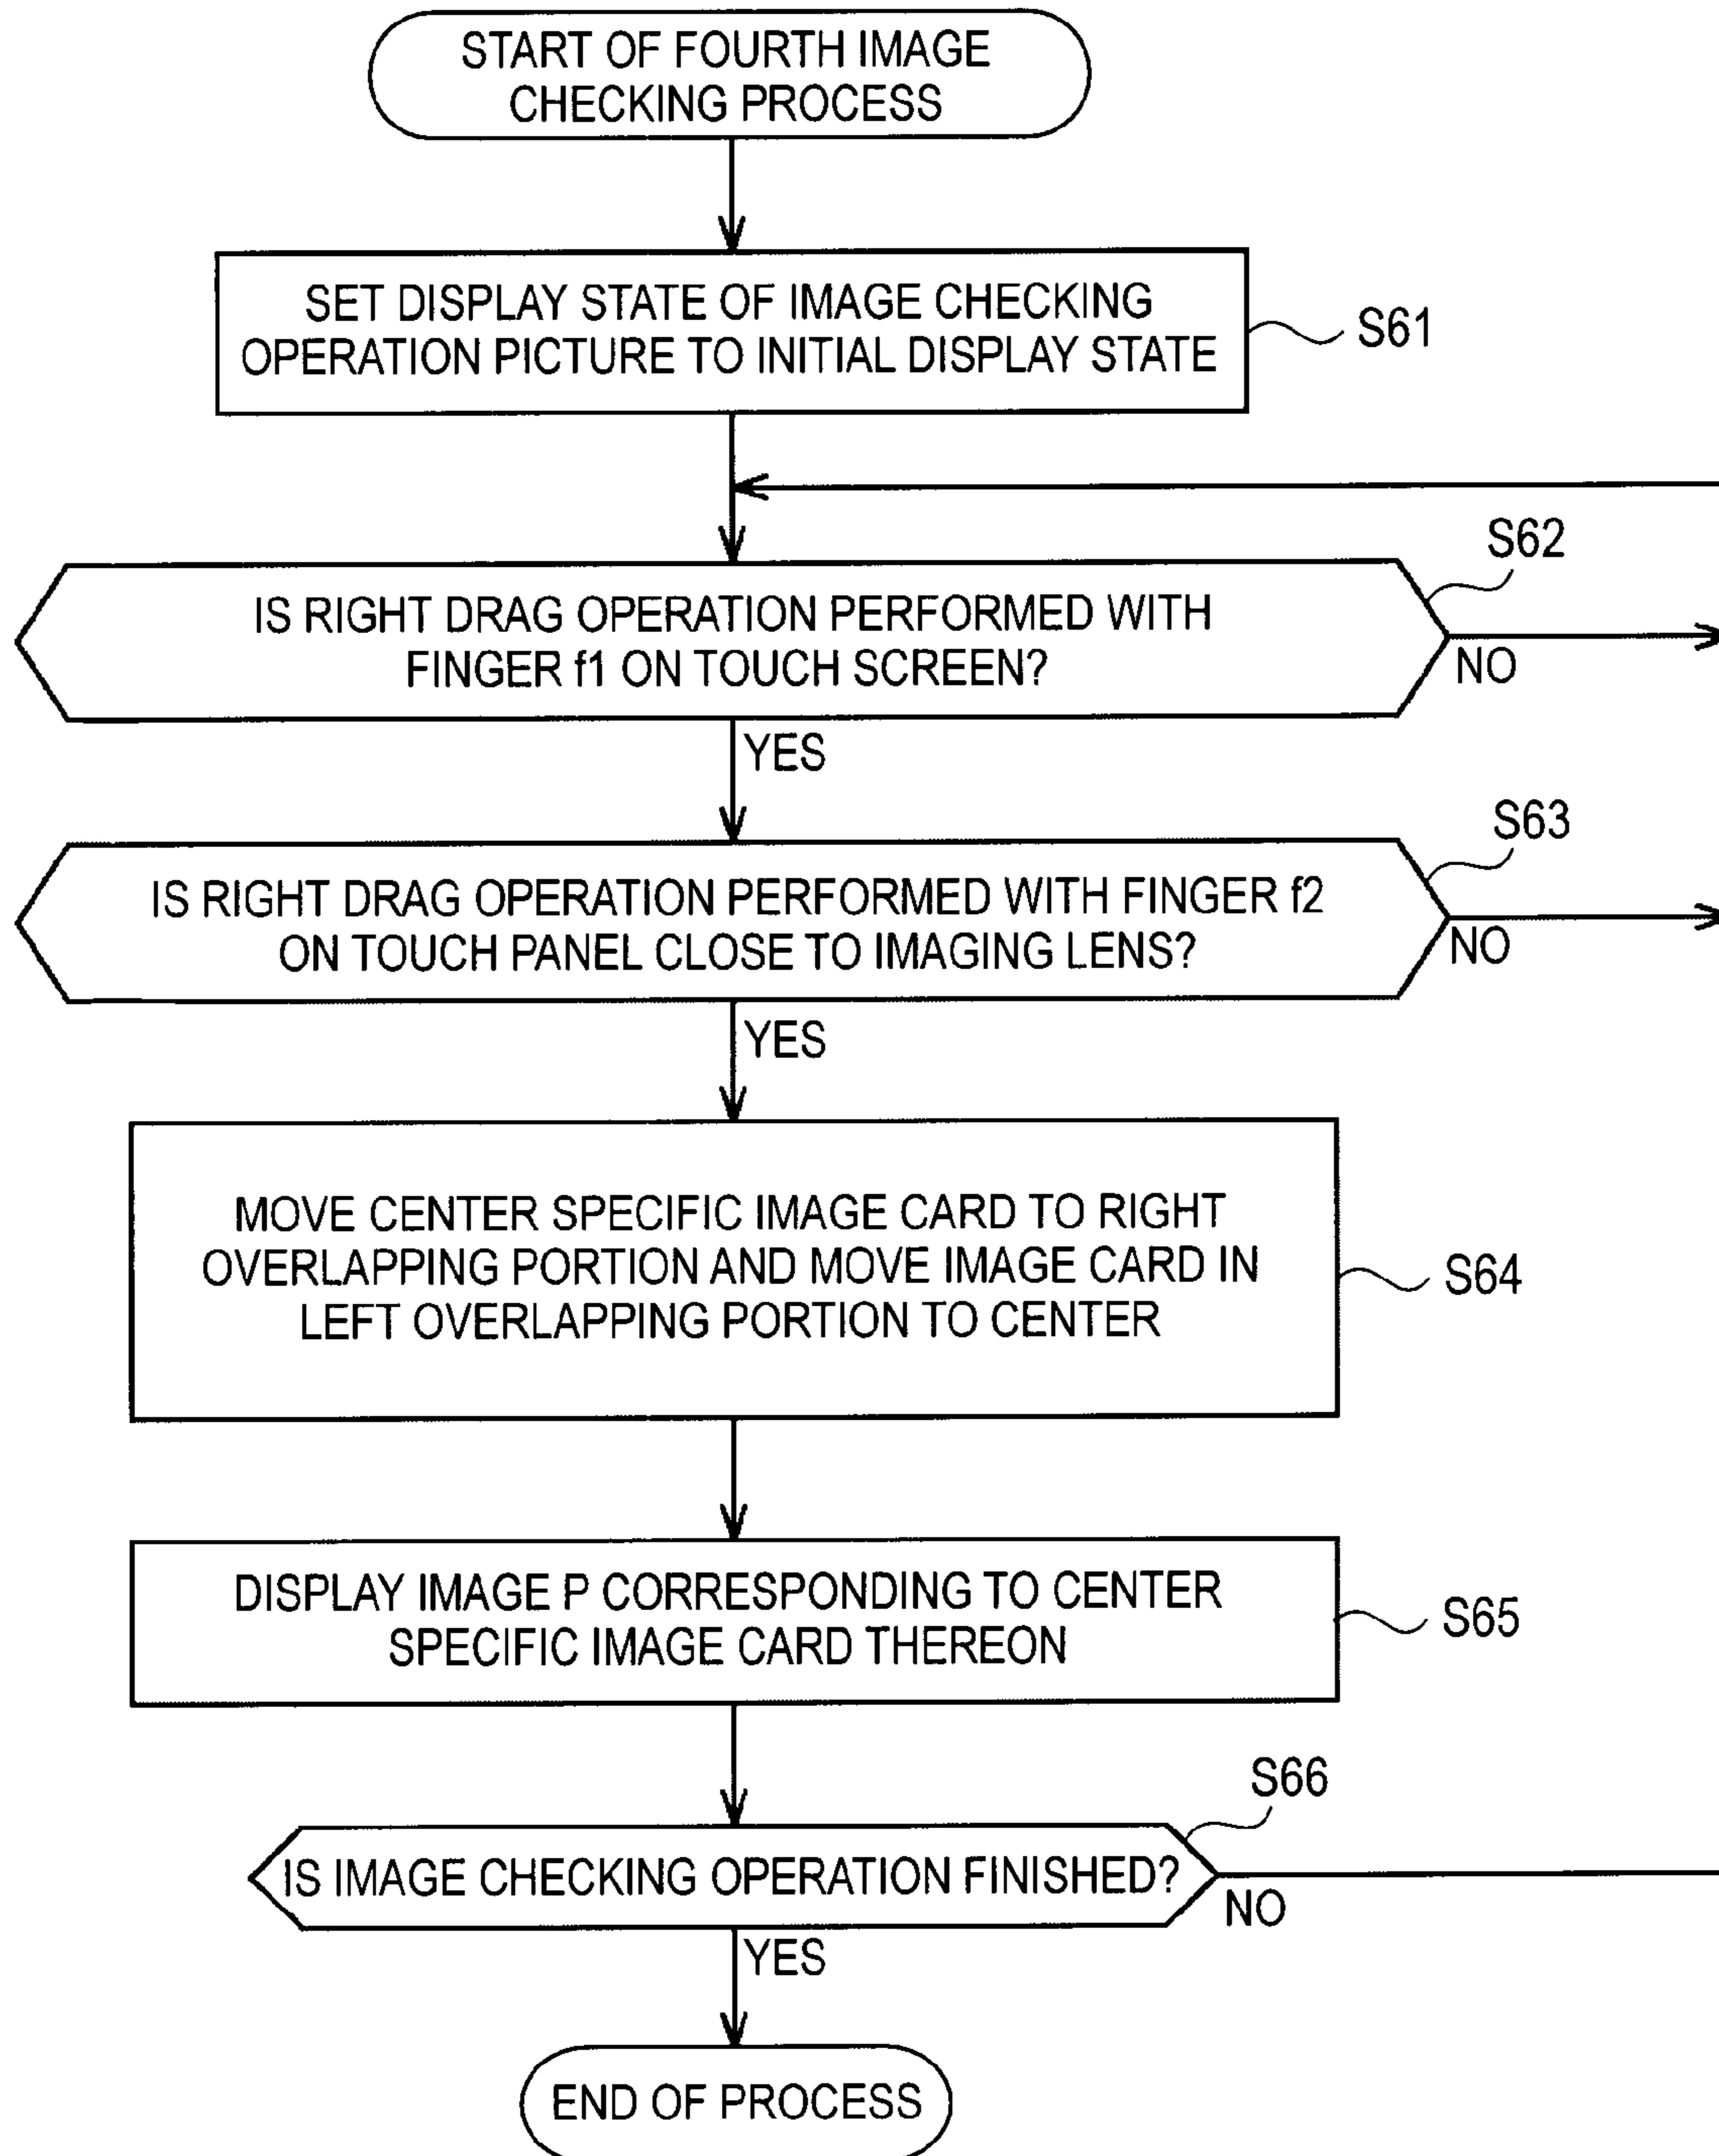 START OF FOURTH IMAGE
CHECKING PROCESS
SET DISPLAY STATE OF IMAGE CHECKING
OPERATION PICTURE TO INITIAL DISPLAY STATE
S61
S62
IS RIGHT DRAG OPERATION PERFORMED WITH
FINGER f1 ON TOUCH SCREEN?
NO
YES
S63
IS RIGHT DRAG OPERATION PERFORMED WITH FINGER f2
ON TOUCH PANEL CLOSE TO IMAGING LENS?
NO
YES
MOVE CENTER SPECIFIC IMAGE CARD TO RIGHT
OVERLAPPING PORTION AND MOVE IMAGE CARD IN
LEFT OVERLAPPING PORTION TO CENTER
S64
DISPLAY IMAGE P CORRESPONDING TO CENTER
SPECIFIC IMAGE CARD THEREON
S65
S66
IS IMAGE CHECKING OPERATION FINISHED?
NO
YES
END OF PROCESS